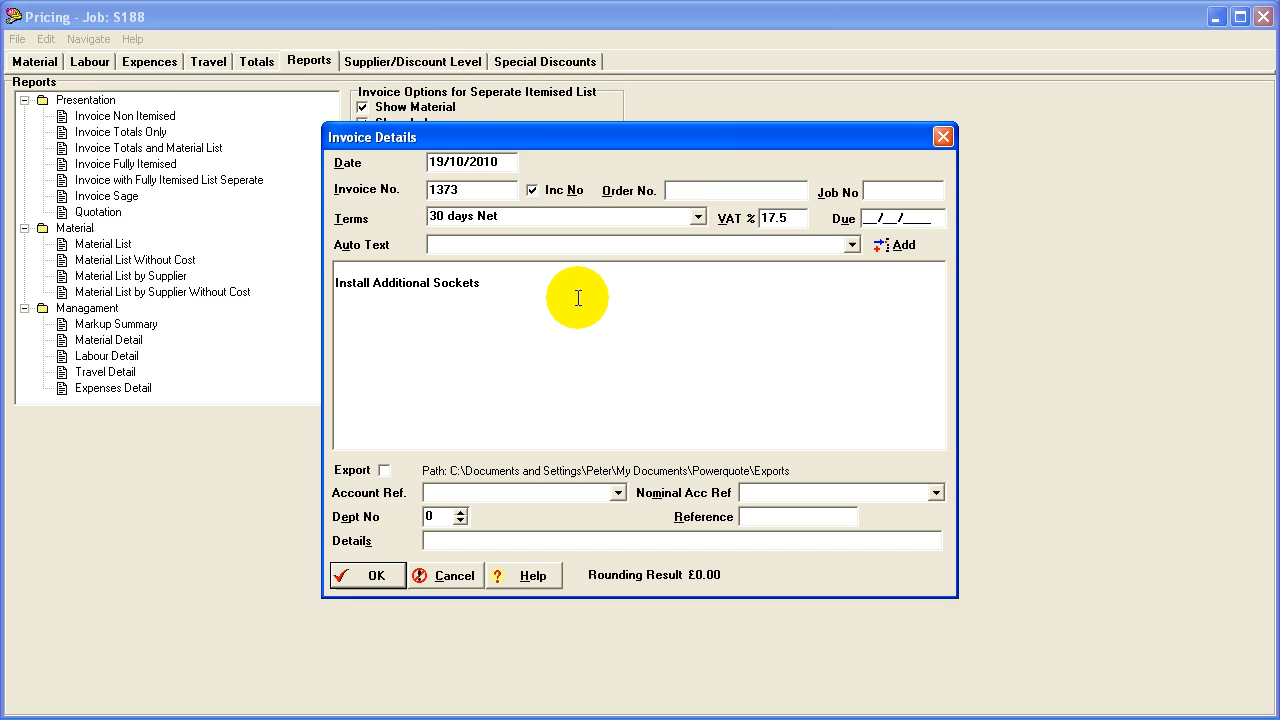 Pricing - Job: S188
File Edit Navigate Help
Material Labour Expences Travel Totals Reports Supplier/Discount Level Special Discounts
Reports
Presentation
Invoice Non Itemised
Invoice Totals Only
Invoice Totals and Material List
Invoice Fully Itemised
Invoice with Fully Itemised List Seperate
Invoice Sage
Quotation
Material
Material List
Material List Without Cost
Material List by Supplier
Material List by Supplier Without Cost
Managament
Markup Summary
Material Detail
Labour Detail
Travel Detail
Expenses Detail
Invoice Options for Seperate Itemised List
Show Material
Invoice Details
Date 19/10/2010
Invoice No. 1373 Inc No Order No. Job No
Terms 30 days Net VAT % 17.5 Due __/__/____
Auto Text Add
Install Additional Sockets
Export Path: C:\Documents and Settings\Peter\My Documents\Powerquote\Exports
Account Ref. Nominal Acc Ref
Dept No 0 Reference
Details
OK Cancel Help Rounding Result £0.00